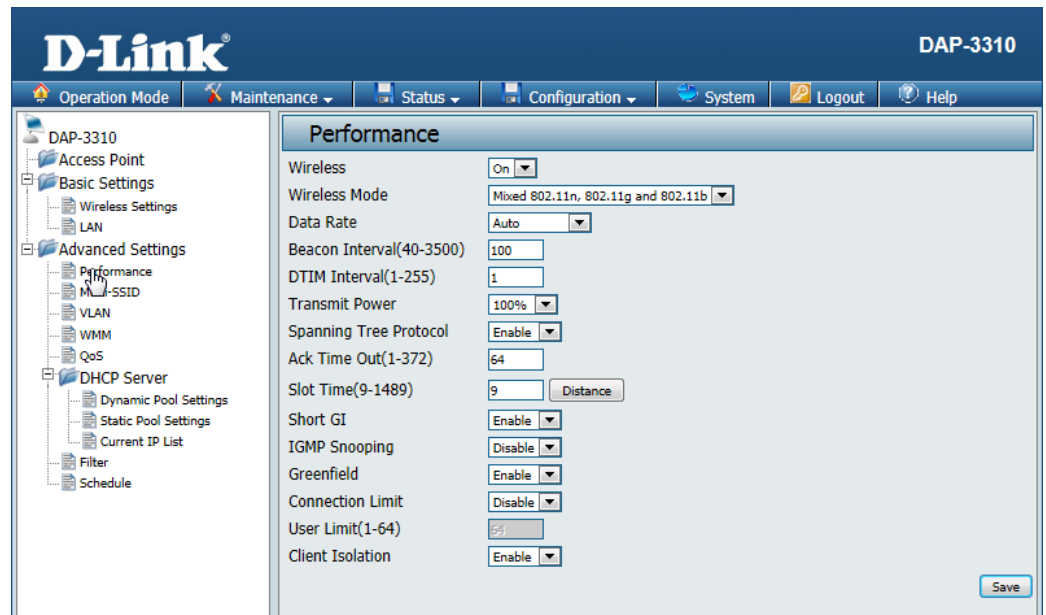 D-Link®
DAP-3310
Operation Mode Maintenance Status Configuration System Logout Help
DAP-3310
Access Point
Basic Settings
Wireless Settings
LAN
Advanced Settings
Performance
-SSID
VLAN
WMM
QoS
DHCP Server
Dynamic Pool Settings
Static Pool Settings
Current IP List
Filter
Schedule
Performance
Wireless On
Wireless Mode Mixed 802.11n, 802.11g and 802.11b
Data Rate Auto
Beacon Interval(40-3500) 100
DTIM Interval(1-255) 1
Transmit Power 100%
Spanning Tree Protocol Enable
Ack Time Out(1-372) 64
Slot Time(9-1489) 9 Distance
Short GI Enable
IGMP Snooping Disable
Greenfield Enable
Connection Limit Disable
User Limit(1-64) 64
Client Isolation Enable
Save